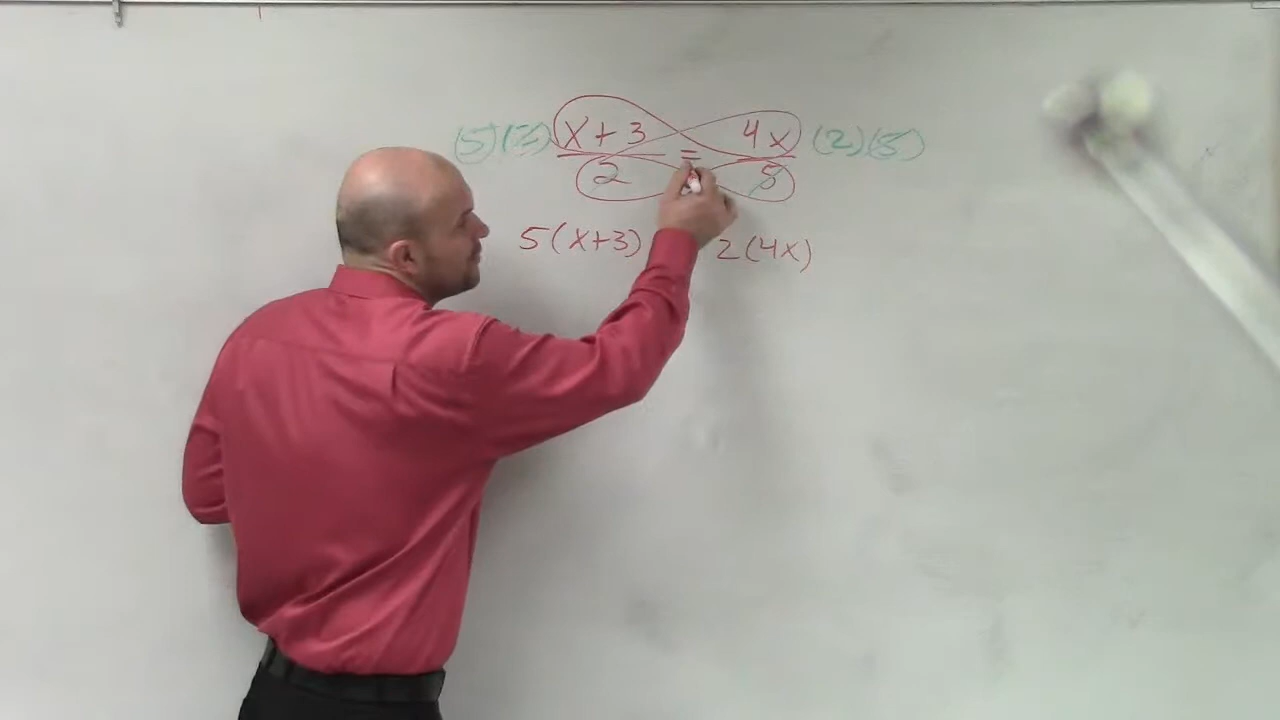 (5)(2) x + 3 = 4x (2)(5)
2 5
5(x+3) 2(4x)